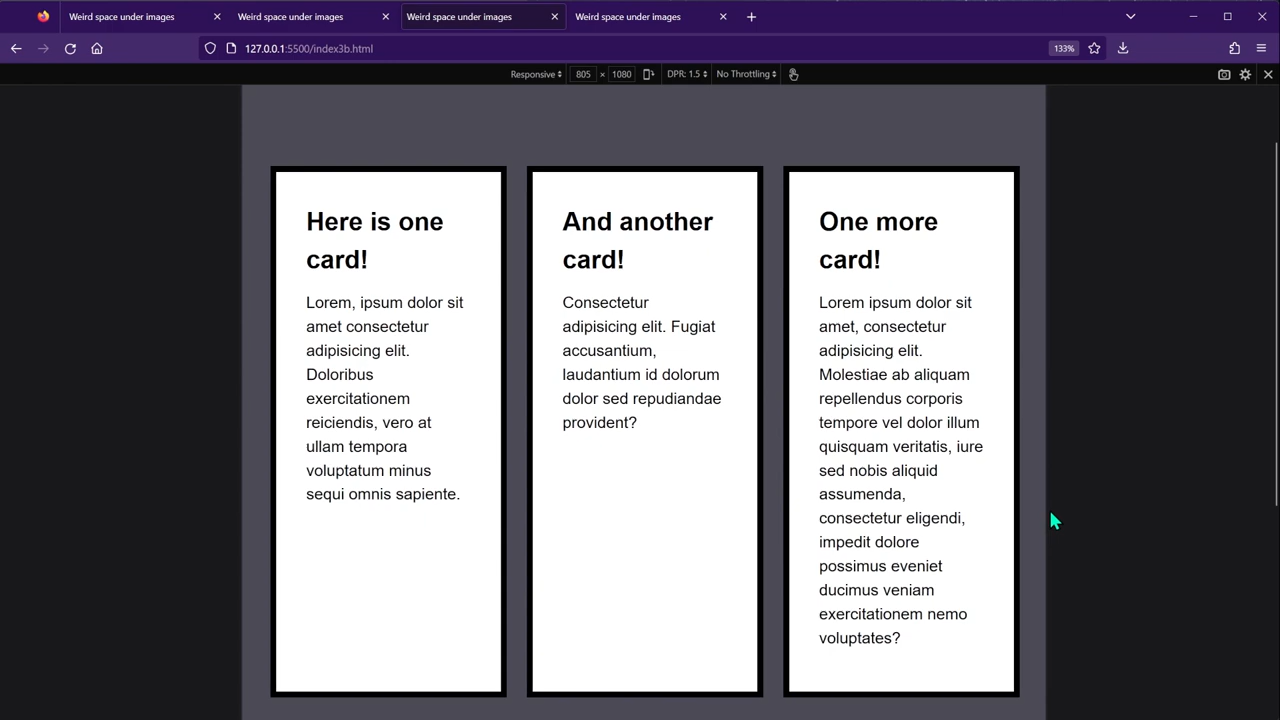 Weird space under images
Weird space under images
Weird space under images
Weird space under images
127.0.0.1:5500/index3b.html
133%
Responsive
805 × 1080
DPR: 1.5
No Throttling
Here is one
card!
Lorem, ipsum dolor sit
amet consectetur
adipisicing elit.
Doloribus
exercitationem
reiciendis, vero at
ullam tempora
voluptatum minus
sequi omnis sapiente.
And another
card!
Consectetur
adipisicing elit. Fugiat
accusantium,
laudantium id dolorum
dolor sed repudiandae
provident?
One more
card!
Lorem ipsum dolor sit
amet, consectetur
adipisicing elit.
Molestiae ab aliquam
repellendus corporis
tempore vel dolor illum
quisquam veritatis, iure
sed nobis aliquid
assumenda,
consectetur eligendi,
impedit dolore
possimus eveniet
ducimus veniam
exercitationem nemo
voluptates?